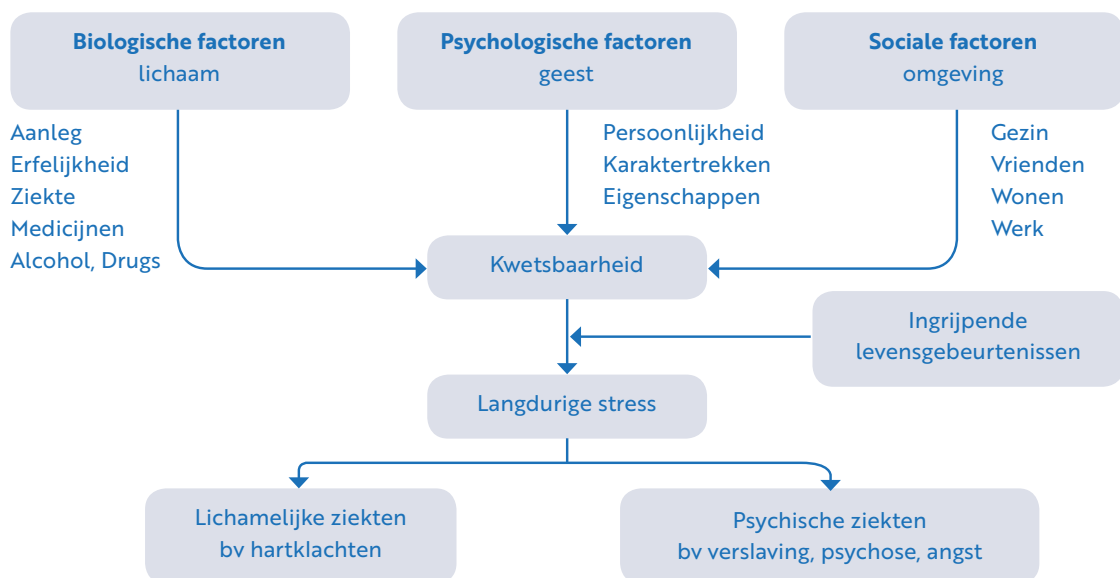 Biologische factoren
lichaam
Psychologische factoren
geest
Sociale factoren
omgeving
Aanleg
Erfelijkheid
Ziekte
Medicijnen
Alcohol, Drugs
Persoonlijkheid
Karaktertrekken
Eigenschappen
Gezin
Vrienden
Wonen
Werk
Kwetsbaarheid
Ingrijpende
levensgebeurtenissen
Langdurige stress
Lichamelijke ziekten
bv hartklachten
Psychische ziekten
bv verslaving, psychose, angst